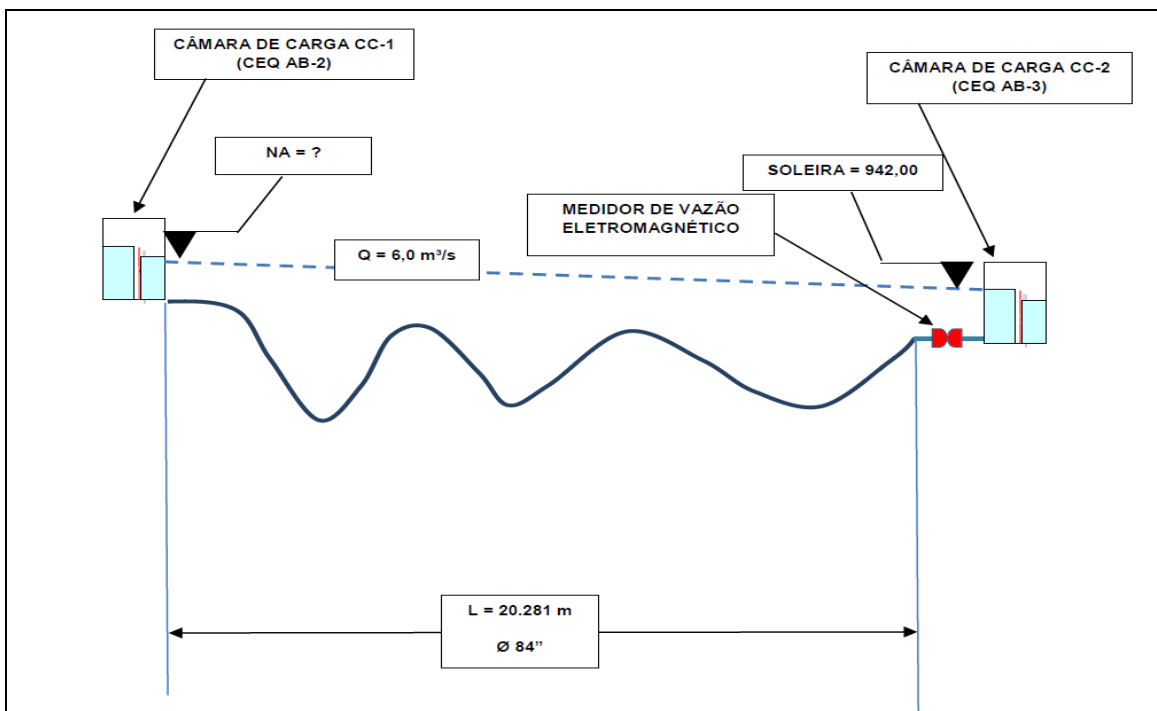 CÂMARA DE CARGA CC-1
(CEQ AB-2)
CÂMARA DE CARGA CC-2
(CEQ AB-3)
NA = ?
SOLEIRA = 942,00
MEDIDOR DE VAZÃO
ELETROMAGNÉTICO
Q = 6,0 m³/s
L = 20.281 m
Ø 84”